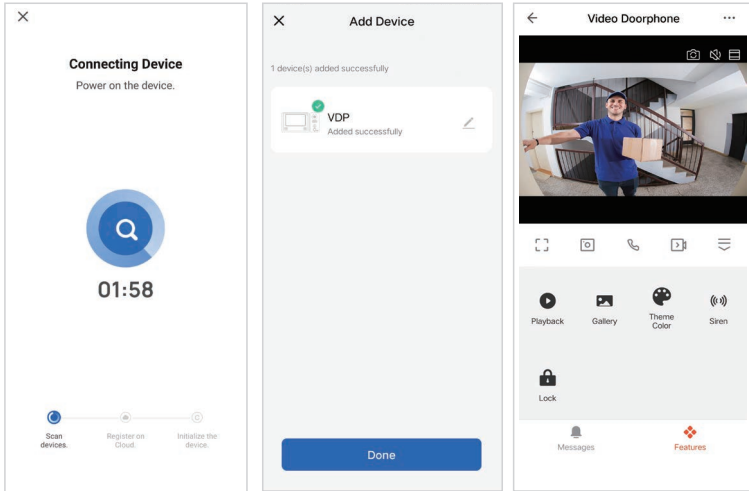 Connecting Device
Power on the device.
01:58
Scan
devices.
Register on
Cloud.
Initialize the
device.
Add Device
1 device(s) added successfully
VDP
Added successfully
Done
Video Doorphone
Playback
Gallery
Theme
Color
Siren
Lock
Messages
Features